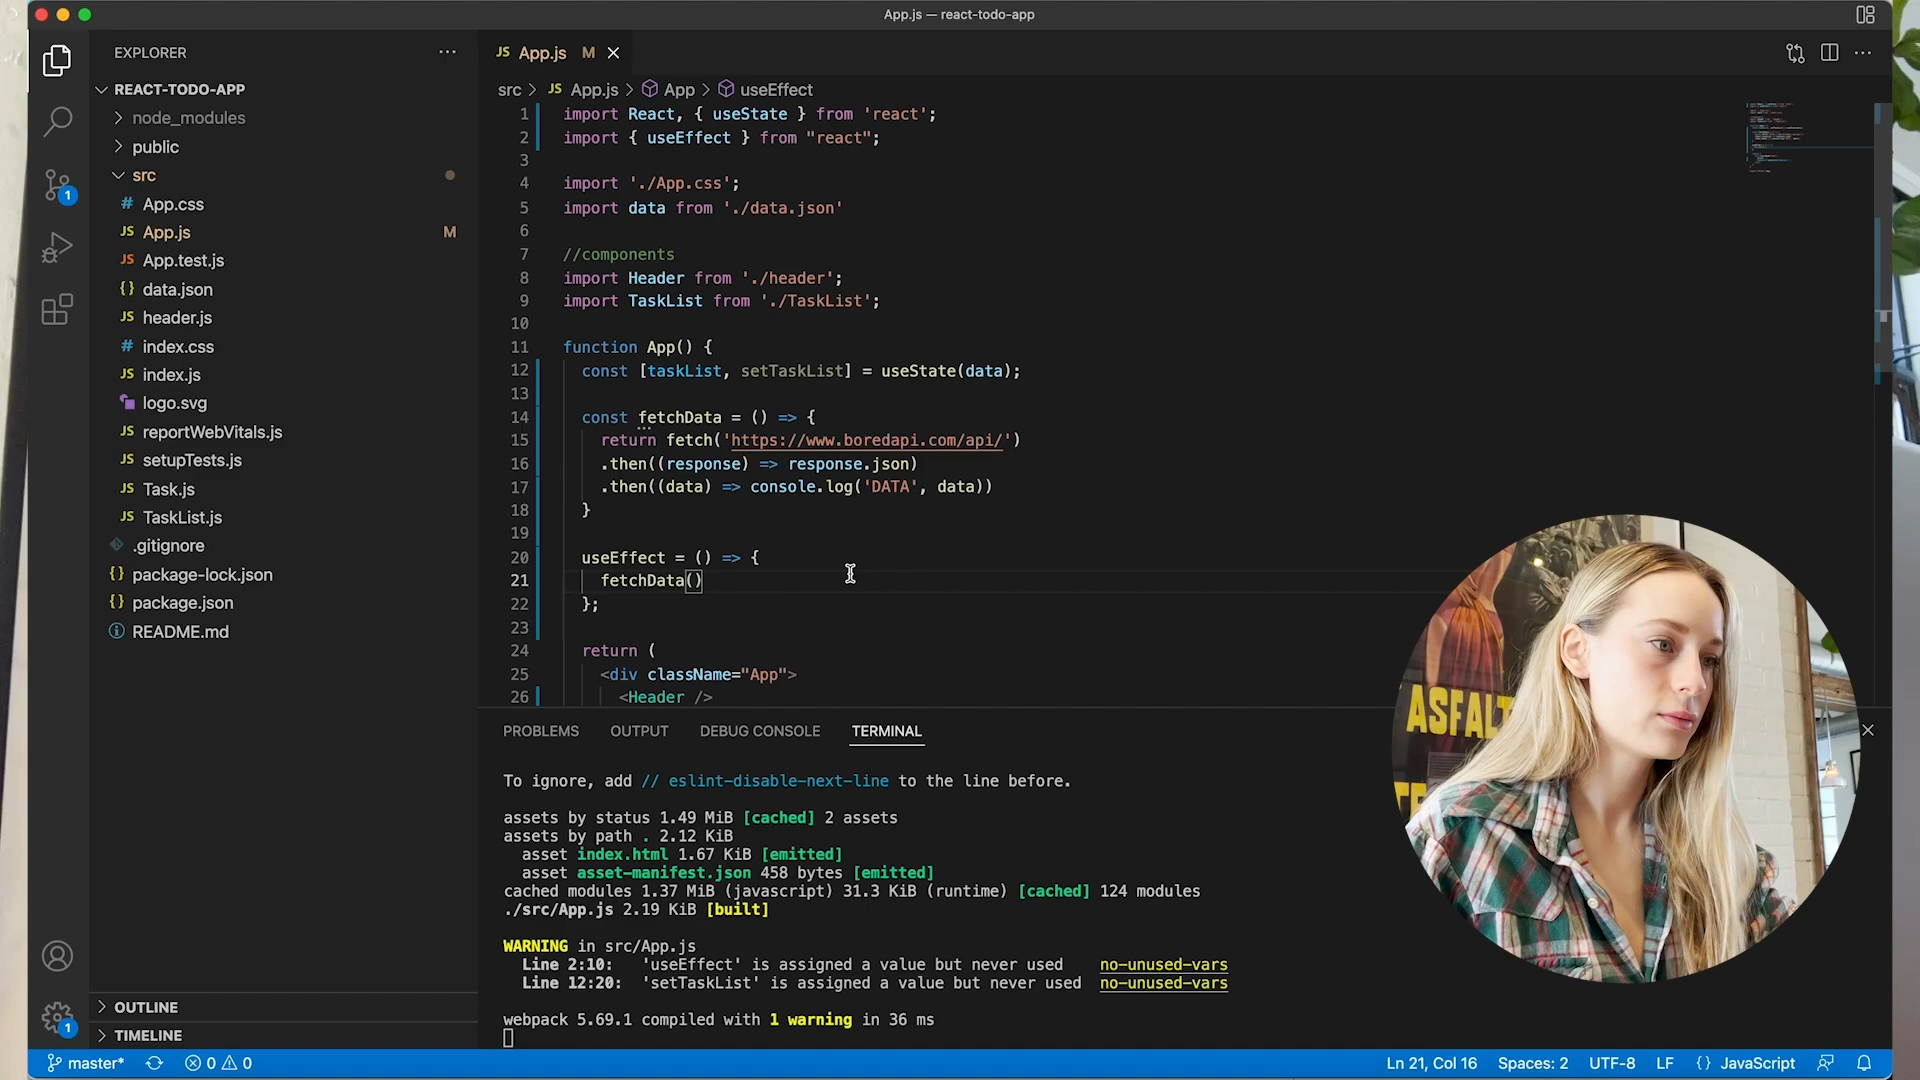 App.js — react-todo-app
EXPLORER
REACT-TODO-APP
node_modules
public
src
# App.css
JS App.js M
JS App.test.js
{} data.json
JS header.js
# index.css
JS index.js
logo.svg
JS reportWebVitals.js
JS setupTests.js
JS Task.js
JS TaskList.js
.gitignore
{} package-lock.json
{} package.json
README.md
OUTLINE
TIMELINE
1
1
JS App.js M
src > JS App.js > App > useEffect
1 import React, { useState } from 'react';
2 import { useEffect } from "react";
3
4 import './App.css';
5 import data from './data.json'
6
7 //components
8 import Header from './header';
9 import TaskList from './TaskList';
10
11 function App() {
12 const [taskList, setTaskList] = useState(data);
13
14 const fetchData = () => {
15 return fetch('https://www.boredapi.com/api/')
16 .then((response) => response.json)
17 .then((data) => console.log('DATA', data))
18 }
19
20 useEffect = () => {
21 fetchData()
22 };
23
24 return (
25 <div className="App">
26 <Header />
PROBLEMS OUTPUT DEBUG CONSOLE TERMINAL
To ignore, add // eslint-disable-next-line to the line before.
assets by status 1.49 MiB [cached] 2 assets
assets by path . 2.12 KiB
asset index.html 1.67 KiB [emitted]
asset asset-manifest.json 458 bytes [emitted]
cached modules 1.37 MiB (javascript) 31.3 KiB (runtime) [cached] 124 modules
./src/App.js 2.19 KiB [built]
WARNING in src/App.js
Line 2:10: 'useEffect' is assigned a value but never used no-unused-vars
Line 12:20: 'setTaskList' is assigned a value but never used no-unused-vars
webpack 5.69.1 compiled with 1 warning in 36 ms
ASFALT
master* 0 0 Ln 21, Col 16 Spaces: 2 UTF-8 LF {} JavaScript